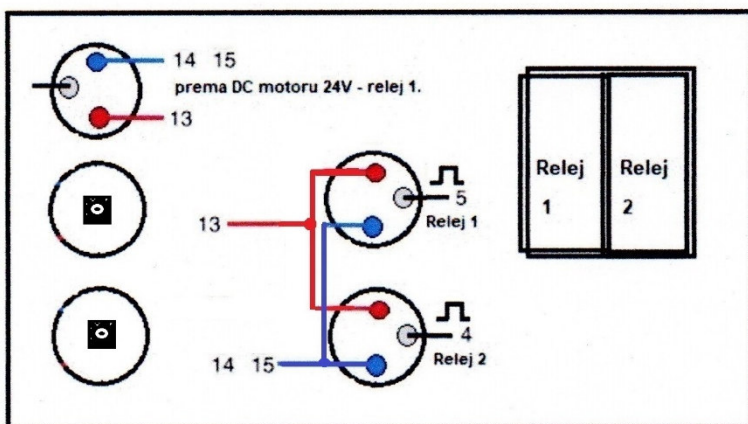 14 15
prema DC motoru 24V - relej 1.
13
5
Relej 1
13
4
Relej 2
14 15
Relej
1
Relej
2